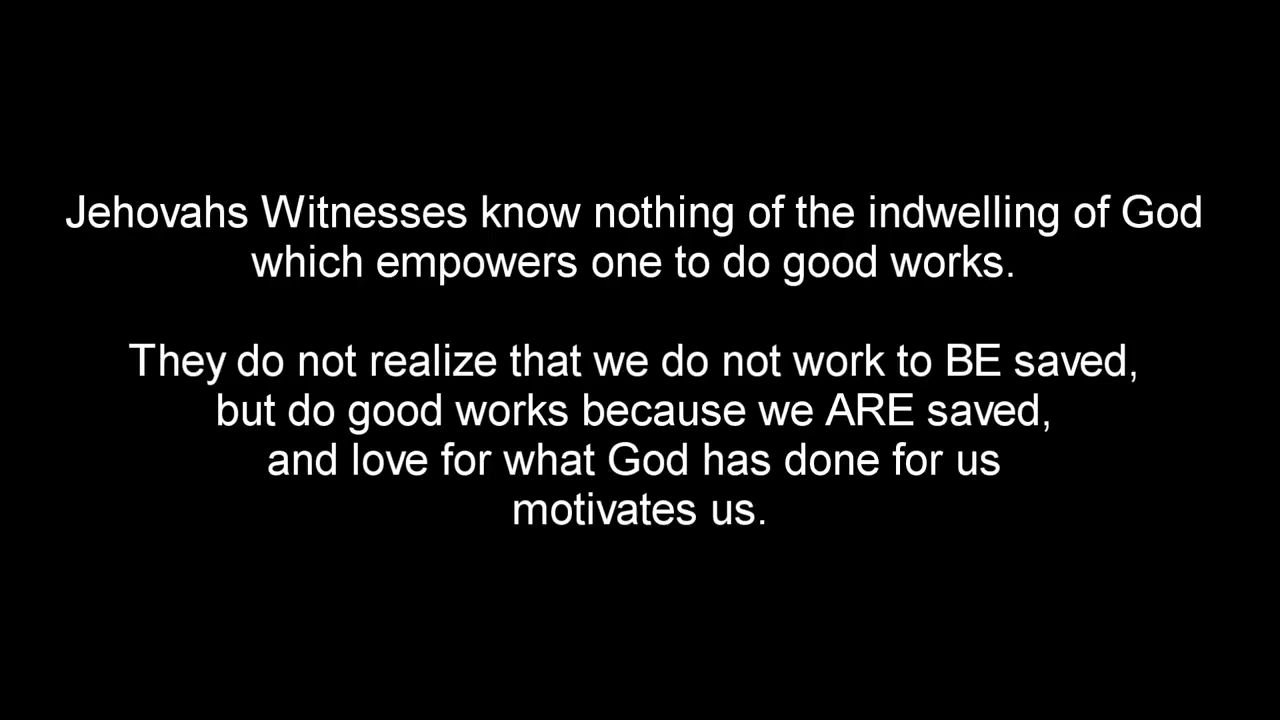 Jehovahs Witnesses know nothing of the indwelling of God
which empowers one to do good works.
They do not realize that we do not work to BE saved,
but do good works because we ARE saved,
and love for what God has done for us
motivates us.